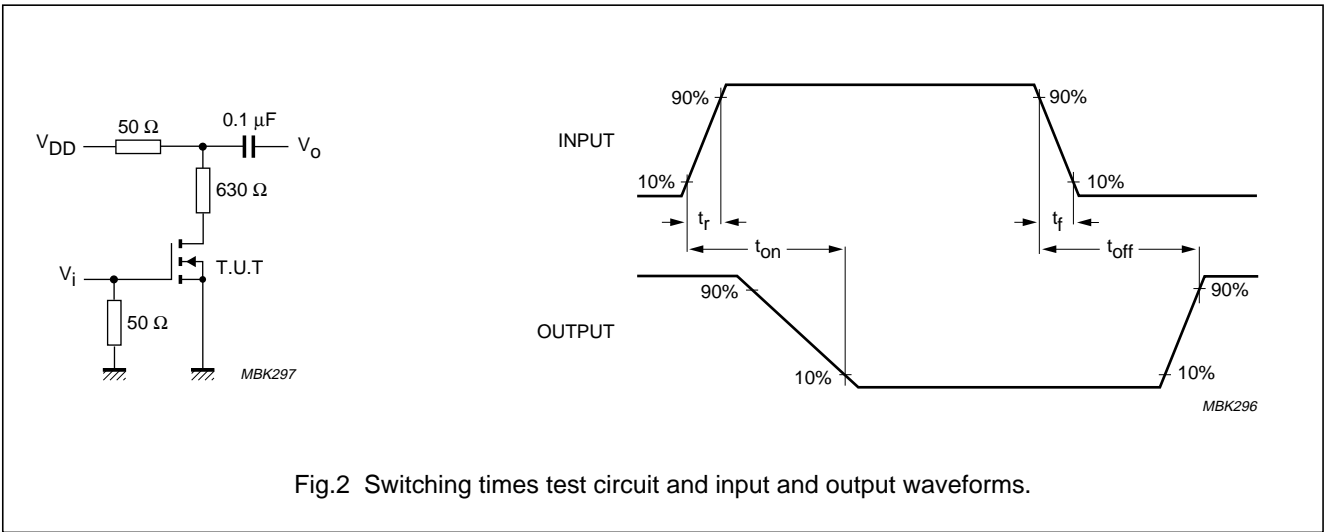 50 Ω
0.1 μF
VDD
Vo
630 Ω
Vi
T.U.T
50 Ω
MBK297
90%
90%
INPUT
10%
10%
tr
tf
ton
toff
90%
90%
OUTPUT
10%
10%
MBK296
Fig.2 Switching times test circuit and input and output waveforms.